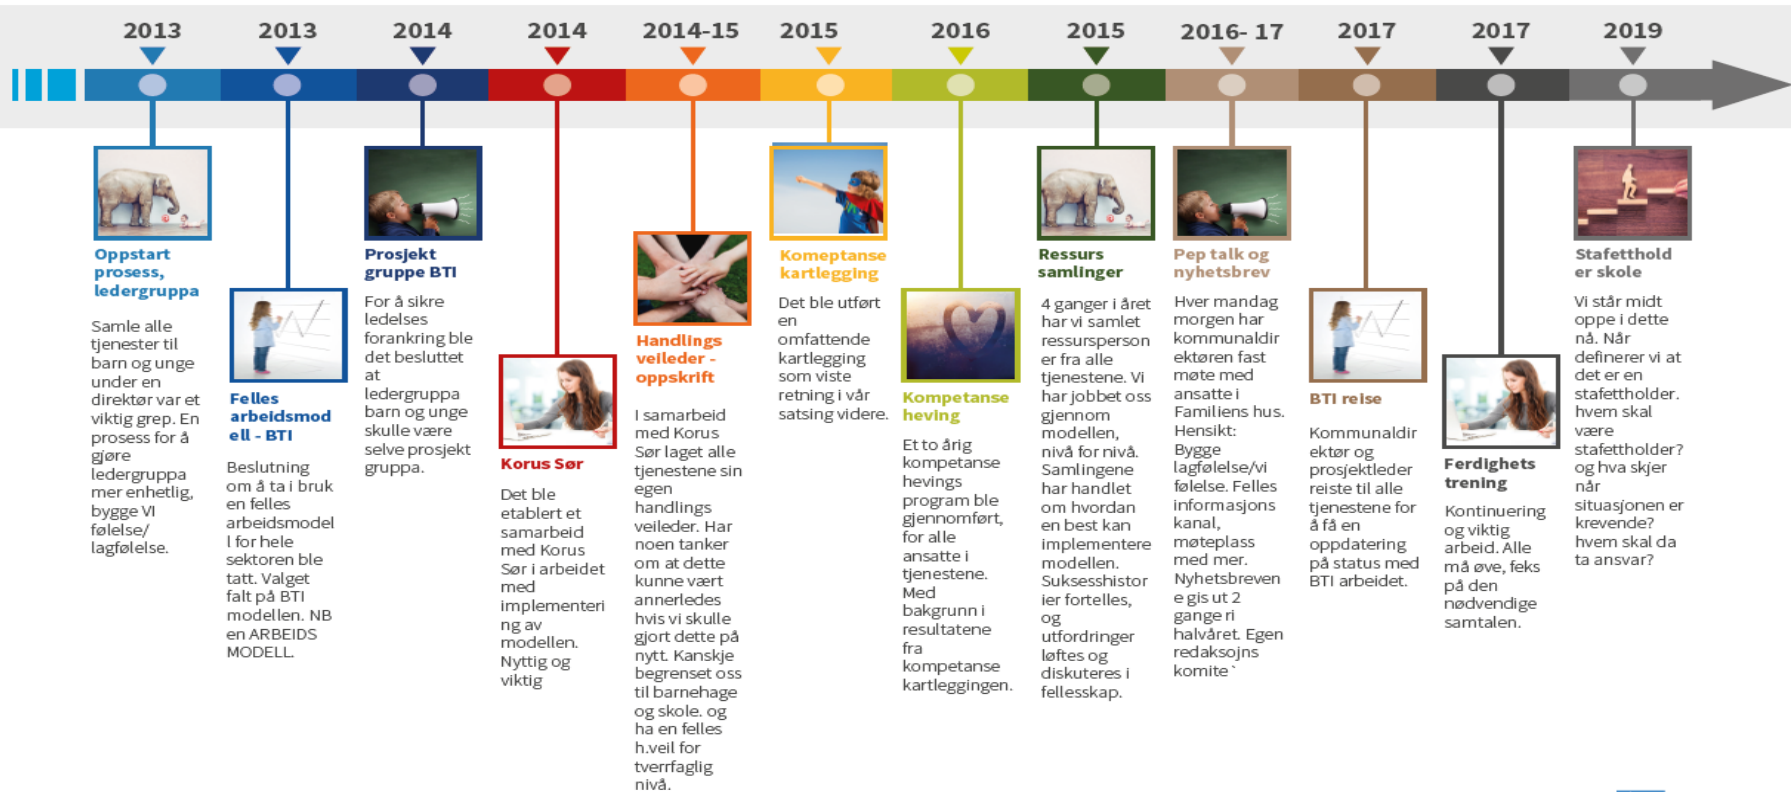 2013
2013
2014
2014
2014-15
2015
2016
2015
2016- 17
2017
2017
2019
Oppstart
prosess,
ledergruppa
Samle alle
tjenester til
barn og unge
under en
direktør var et
viktig grep. En
prosess for å
gjøre
ledergruppa
mer enhetlig,
bygge VI
følelse/
lagfølelse.
Felles
arbeidsmod
ell - BTI
Beslutning
om å ta i bruk
en felles
arbeidsmodel
l for hele
sektoren ble
tatt. Valget
falt på BTI
modellen. NB
en ARBEIDS
MODELL.
Prosjekt
gruppe BTI
For å sikre
ledelses
forankring ble
det besluttet
at
ledergruppa
barn og unge
skulle være
selve prosjekt
gruppa.
Korus Sør
Det ble
etablert et
samarbeid
med Korus
Sør i arbeidet
med
implementeri
ng av
modellen.
Nyttig og
viktig
Handlings
veileder -
oppskrift
I samarbeid
med Korus
Sør laget alle
tjenestene sin
egen
handlings
veileder. Har
noen tanker
om at dette
kunne vært
annerledes
hvis vi skulle
gjort dette på
nytt. Kanskje
begrenset oss
til barnehage
og skole. og
ha en felles
h.veil for
tverrfaglig
nivå.
Komeptanse
kartlegging
Det ble utført
en
omfattende
kartlegging
som viste
retning i vår
satsing videre.
Kompetanse
heving
Et to årig
kompetanse
hevings
program ble
gjennomført,
for alle
ansatte i
tjenestene.
Med
bakgrunn i
resultatene
fra
kompetanse
kartleggingen.
Ressurs
samlinger
4 ganger i året
har vi samlet
ressursperson
er fra alle
tjenestene. Vi
har jobbet oss
gjennom
modellen,
nivå for nivå.
Samlingene
har handlet
om hvordan
en best kan
implementere
modellen.
Suksesshistor
ier fortelles,
og
utfordringer
løftes og
diskuteres i
fellesskap.
Pep talk og
nyhetsbrev
Hver mandag
morgen har
kommunaldir
ektøren fast
møte med
ansatte i
Familiens hus.
Hensikt:
Bygge
lagfølelse/vi
følelse. Felles
informasjons
kanal,
møteplass
med mer.
Nyhetsbreven
e gis ut 2
gange ri
halvåret. Egen
redaksojns
komite`
BTI reise
Kommunaldir
ektør og
prosjektleder
reiste til alle
tjenestene for
å få en
oppdatering
på status med
BTI arbeidet.
Ferdighets
trening
Kontinuering
og viktig
arbeid. Alle
må øve, feks
på den
nødvendige
samtalen.
Stafetthold
er skole
Vi står midt
oppe i dette
nå. Når
definerer vi at
det er en
stafettholder.
hvem skal
være
stafettholder?
og hva skjer
når
situasjonen er
krevende?
hvem skal da
ta ansvar?